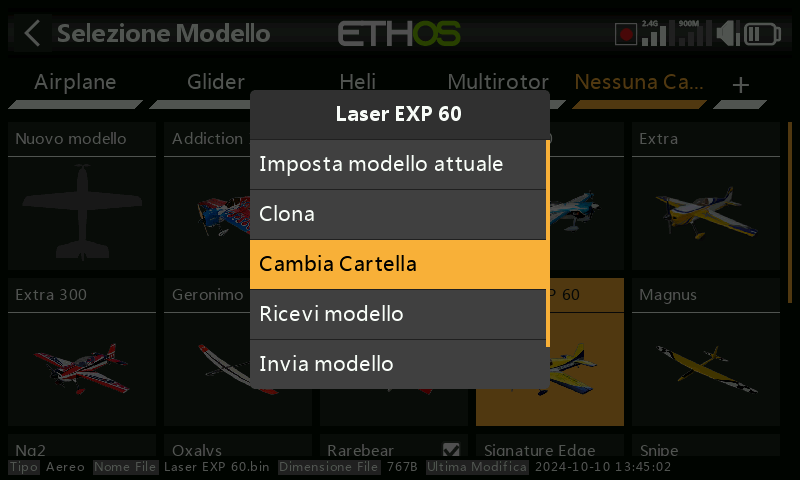 Selezione Modello
ETHOS
2.4G
900M
Airplane
Glider
Heli
Multirotor
Nessuna Ca...
+
Laser EXP 60
Imposta modello attuale
Clona
Cambia Cartella
Ricevi modello
Invia modello
Nuovo modello
Addiction
Extra
Extra 300
Geronimo
P 60
Magnus
Ng2
Oxalys
Rarebear
Signature Edge
Snipe
Tipo Aereo Nome File Laser EXP 60.bin Dimensione File 767B Ultima Modifica 2024-10-10 13:45:02